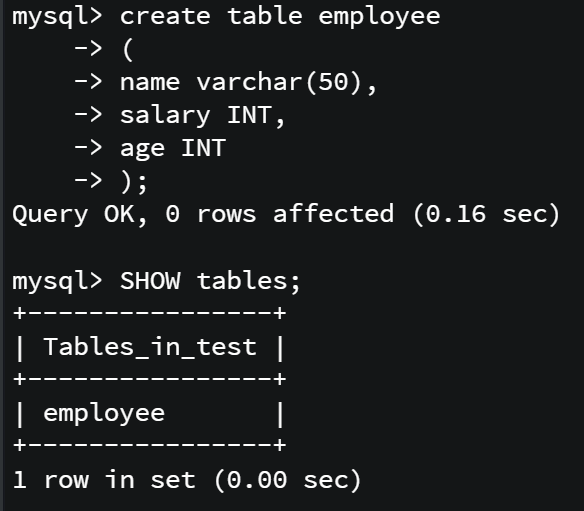 mysql> create table employee
    -> (
    -> name varchar(50),
    -> salary INT,
    -> age INT
    -> );
Query OK, 0 rows affected (0.16 sec)

mysql> SHOW tables;
+----------------+
| Tables_in_test |
+----------------+
| employee       |
+----------------+
1 row in set (0.00 sec)